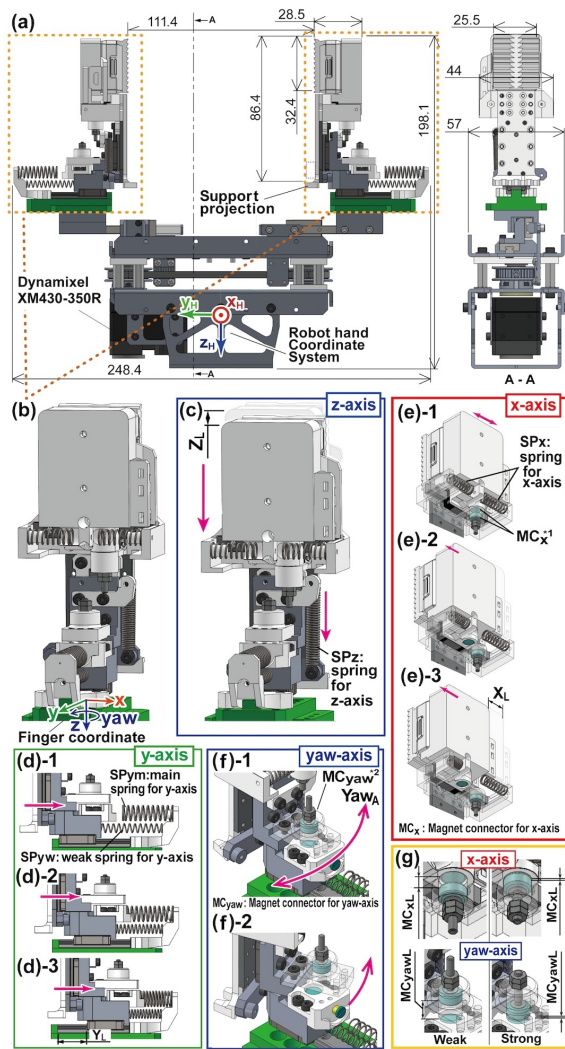 (a)
111.4
A
28.5
25.5
44
57
86.4
32.4
198.1
Support
projection
Dynamixel
XM430-350R
yH
xH
zH
Robot hand
Coordinate
System
248.4
A
A - A
(b)
(c)
z-axis
ZL
SPz:
spring
for
z-axis
x
y
z
yaw
Finger coordinate
(e)-1
x-axis
SPx:
spring
for
x-axis
MCx*1
(e)-2
(e)-3
XL
MCx : Magnet connector for x-axis
(d)-1
y-axis
SPym:main
spring for y-axis
SPyw: weak spring for y-axis
(d)-2
(d)-3
YL
(f)-1
yaw-axis
MCyaw*2
YawA
MCyaw : Magnet connector for yaw-axis
(f)-2
(g)
x-axis
MCxL
MCxL
yaw-axis
MCyawL
MCyawL
Weak
Strong